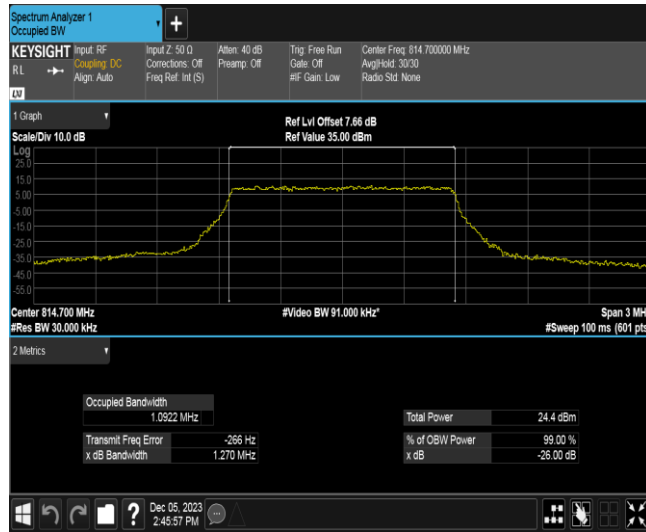 Spectrum Analyzer 1
Occupied BW
+
KEYSIGHT
RL
LXI
Input: RF
Coupling: DC
Align: Auto
Input Z: 50 Ω
Corrections: Off
Freq Ref: Int (S)
Atten: 40 dB
Preamp: Off
Trig: Free Run
Gate: Off
#IF Gain: Low
Center Freq: 814.700000 MHz
Avg|Hold: 30/30
Radio Std: None
1 Graph
Scale/Div 10.0 dB
Ref Lvl Offset 7.66 dB
Ref Value 35.00 dBm
Log
25.0
15.0
5.00
-5.00
-15.0
-25.0
-35.0
-45.0
-55.0
Center 814.700 MHz
#Res BW 30.000 kHz
#Video BW 91.000 kHz*
Span 3 MH
#Sweep 100 ms (601 pts
2 Metrics
Occupied Bandwidth
1.0922 MHz
Transmit Freq Error -266 Hz
x dB Bandwidth 1.270 MHz
Total Power 24.4 dBm
% of OBW Power 99.00 %
x dB -26.00 dB
?
Dec 05, 2023
2:45:57 PM